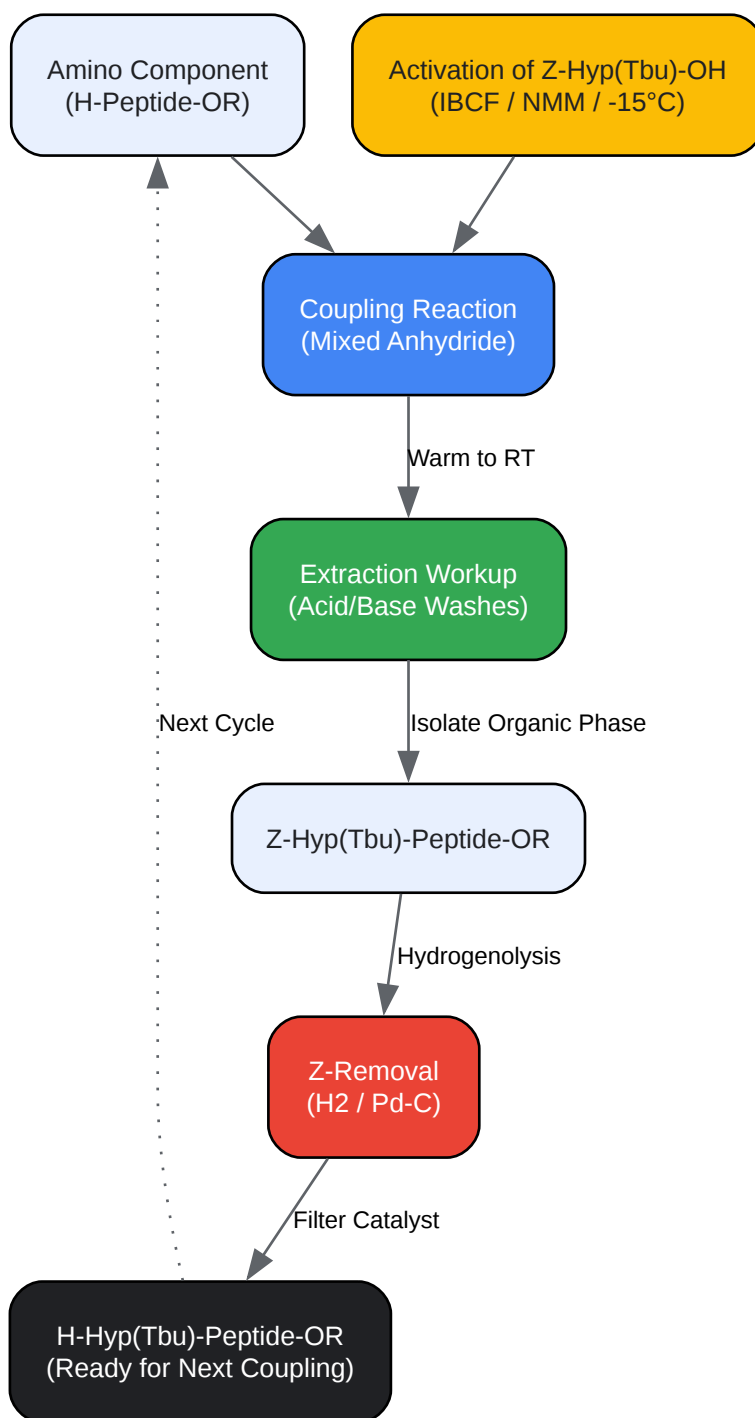 Amino Component
(H-Peptide-OR)
Activation of Z-Hyp(Tbu)-OH
(IBCF / NMM / -15°C)
Coupling Reaction
(Mixed Anhydride)
Warm to RT
Extraction Workup
(Acid/Base Washes)
Next Cycle
Isolate Organic Phase
Z-Hyp(Tbu)-Peptide-OR
Hydrogenolysis
Z-Removal
(H2 / Pd-C)
Filter Catalyst
H-Hyp(Tbu)-Peptide-OR
(Ready for Next Coupling)